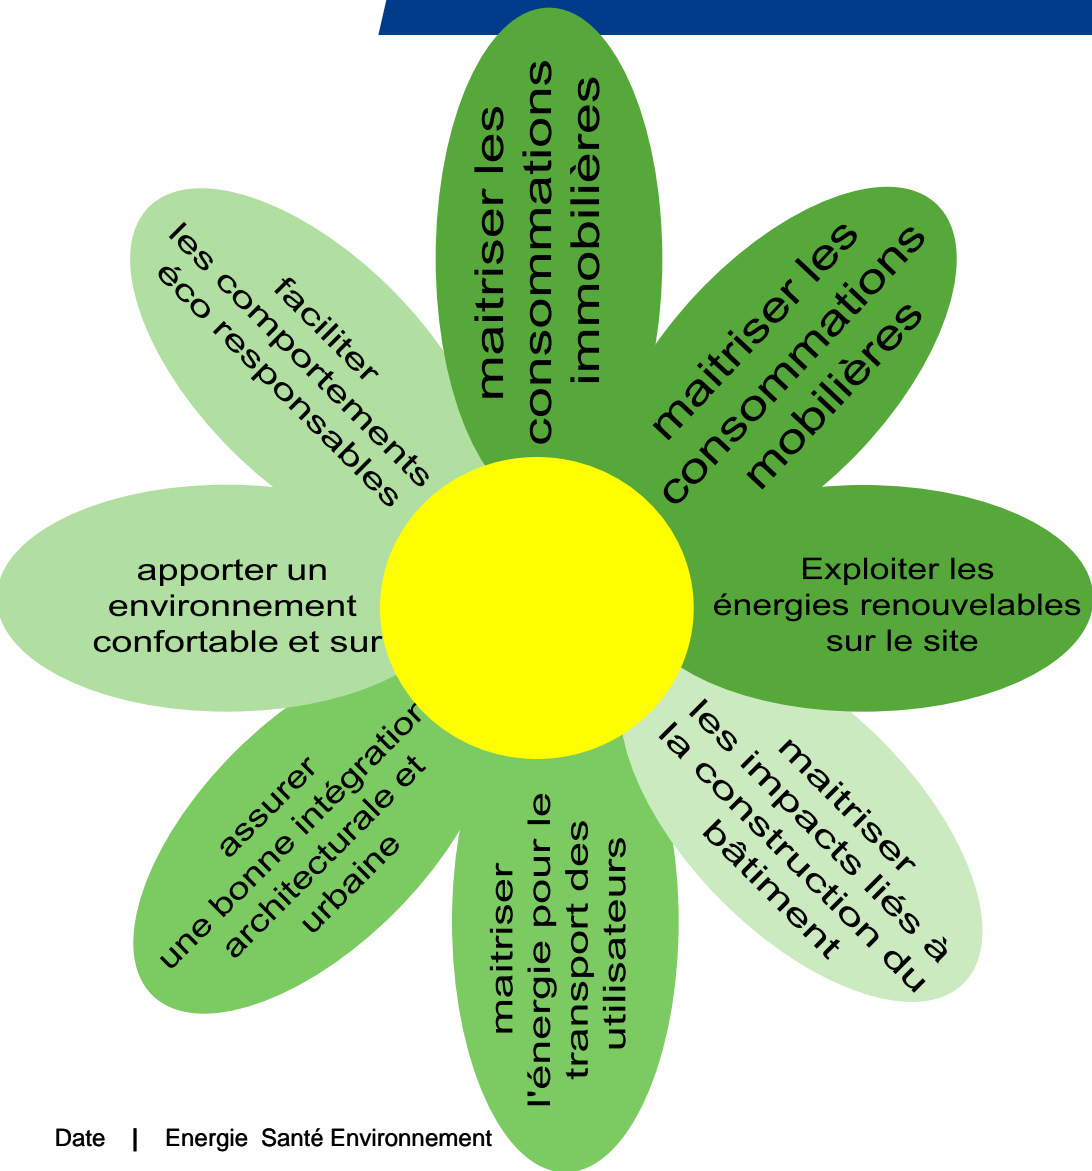 maitriser les
consommations
immobilières
maitriser les
consommations
mobilières
Exploiter les
énergies renouvelables
sur le site
maitriser
les impacts liés à
la construction du
bâtiment
maitriser
l'énergie pour le
transport des
utilisateurs
assurer
une bonne intégration
architecturale et
urbaine
apporter un
environnement
confortable et sur
faciliter
les comportements
éco responsables
Date | Energie Santé Environnement